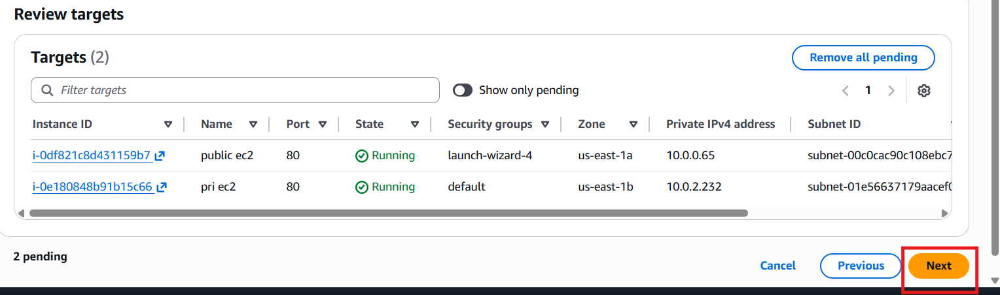 Review targets
Targets (2)
Remove all pending
Filter targets
Show only pending
1
Instance ID Name Port State Security groups Zone Private IPv4 address Subnet ID
i-0df821c8d431159b7 public ec2 80 Running launch-wizard-4 us-east-1a 10.0.0.65 subnet-00c0cac90c108ebc7
i-0e180848b91b15c66 pri ec2 80 Running default us-east-1b 10.0.2.232 subnet-01e56637179aacef0
2 pending
Cancel Previous Next